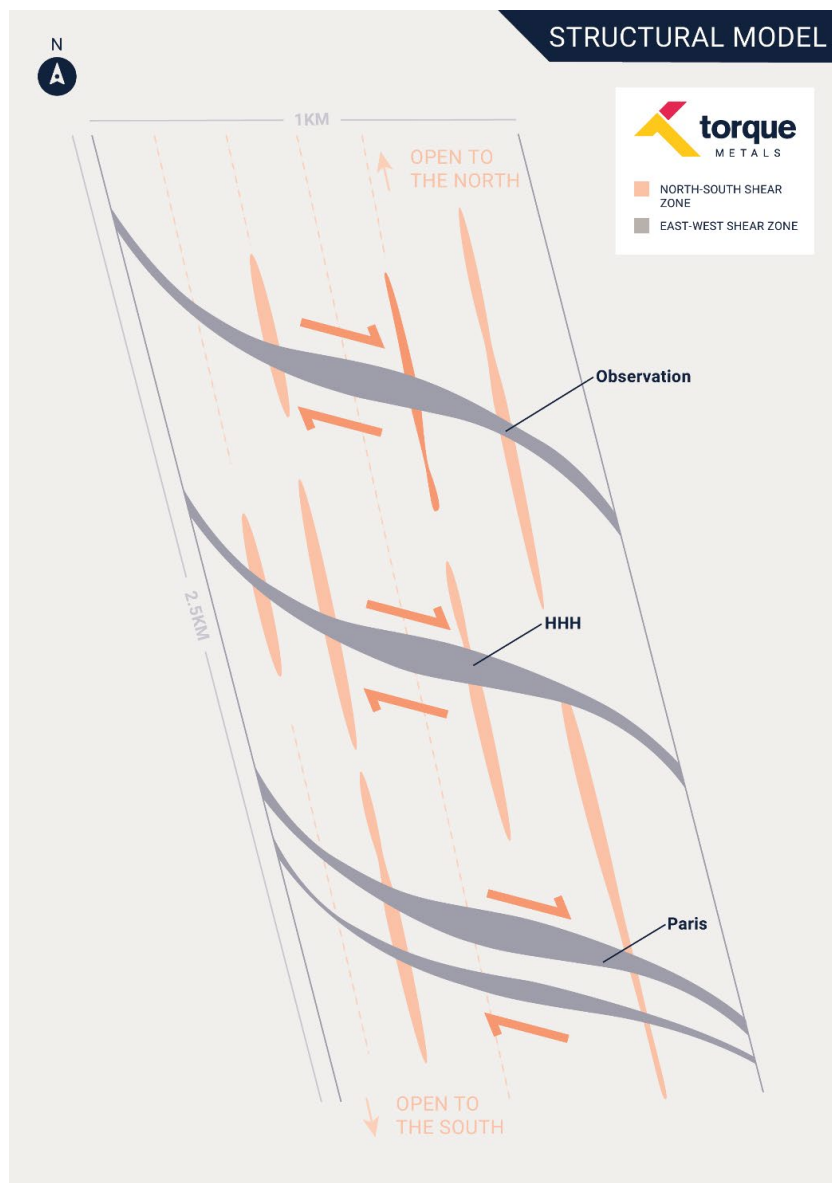 STRUCTURAL MODEL
N
1KM
OPEN TO
THE NORTH
torque
METALS
NORTH-SOUTH SHEAR
ZONE
EAST-WEST SHEAR ZONE
Observation
HHH
2.5KM
Paris
OPEN TO
THE SOUTH